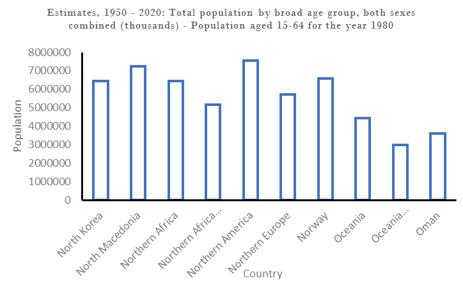 Estimates, 1950 - 2020: Total population by broad age group, both sexes
combined (thousands) - Population aged 15-64 for the year 1980
8000000
7000000
6000000
5000000
4000000
3000000
2000000
1000000
0
Population
North Korea
North Macedonia
Northern Africa
Northern Africa...
Northern America
Northern Europe
Norway
Oceania
Oceania...
Oman
Country